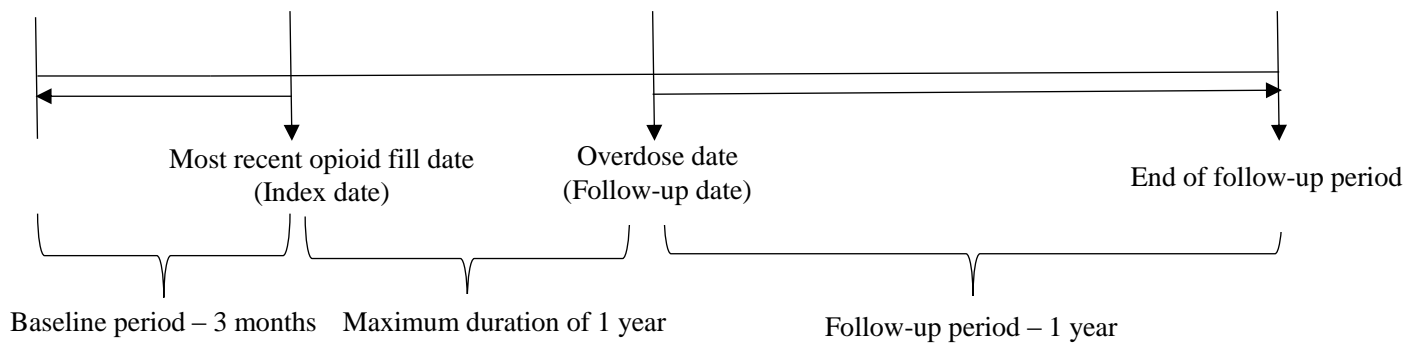 Most recent opioid fill date
(Index date)
Overdose date
(Follow-up date)
End of follow-up period
Baseline period – 3 months
Maximum duration of 1 year
Follow-up period – 1 year